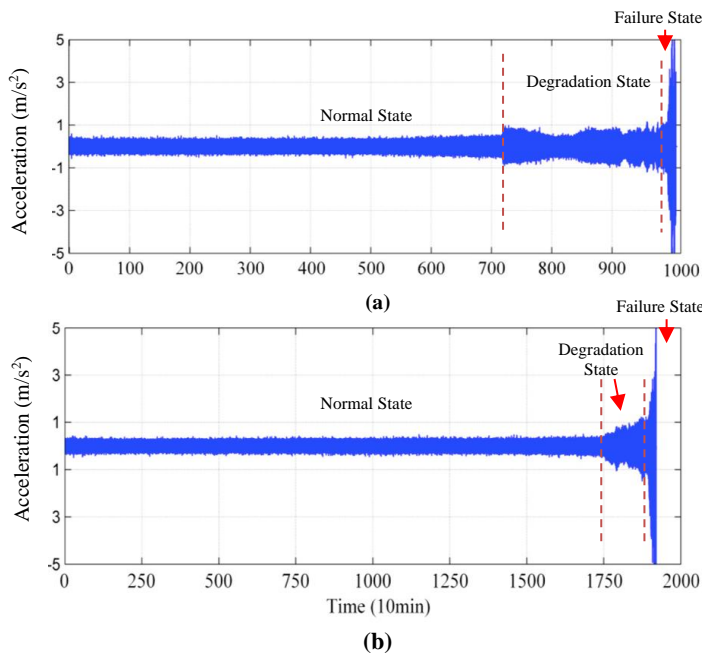 Failure State
5
Degradation State
3
Normal State
1
-1
-3
-5
Acceleration (m/s²)
0 100 200 300 400 500 600 700 800 900 1000
(a)
Failure State
5
Degradation
State
3
Normal State
1
1
3
-5
Acceleration (m/s²)
0 250 500 750 1000 1250 1500 1750 2000
Time (10min)
(b)